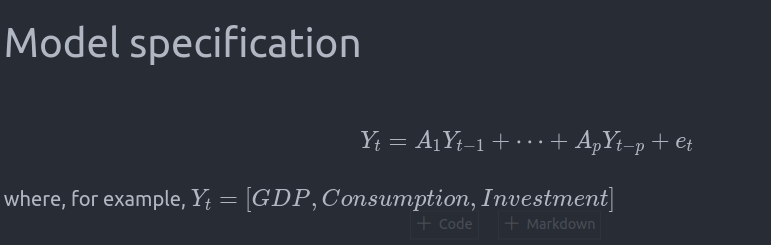 Model specification
Y_t = A_1Y_{t−1} + ⋯ + A_pY_{t−p} + e_t
where, for example, Y_t = [GDP, Consumption, Investment]
+ Code + Markdown